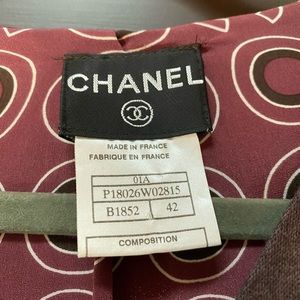 CHANEL
MADE IN FRANCE
FABRIQUE EN FRANCE
01A
P18026W02815
B1852 42
COMPOSITION